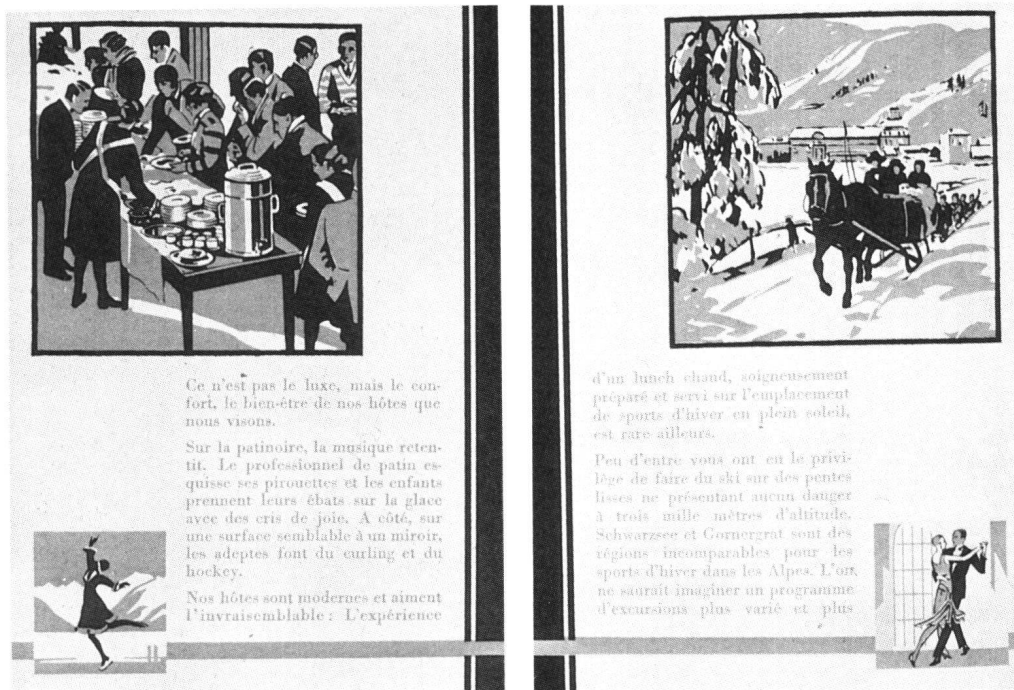 Ce n'est pas le luxe, mais le con-
fort, le bien-être de nos hôtes que
nous visons.
Sur la patinoire, la musique reten-
tit. Le professionnel de patin es-
quisse ses pirouettes et les enfants
prennent leurs ébats sur la glace
avec des cris de joie. A côté, sur
une surface semblable à un miroir,
les adeptes font du curling et du
hockey.
Nos hôtes sont modernes et aiment
l'invraisemblable : L'expérience
d'un lunch chaud, soigneusement
préparé et servi sur l'emplacement
de sports d'hiver en plein soleil,
est rare ailleurs.
Peu d'entre vous ont eu le privi-
lège de faire du ski sur des pentes
lisses ne présentant aucun danger
à trois mille mètres d'altitude.
Schwarzsee et Gornergrat sont des
régions incomparables pour les
sports d'hiver dans les Alpes. L'on
ne saurait imaginer un programme
d'excursions plus varié et plus